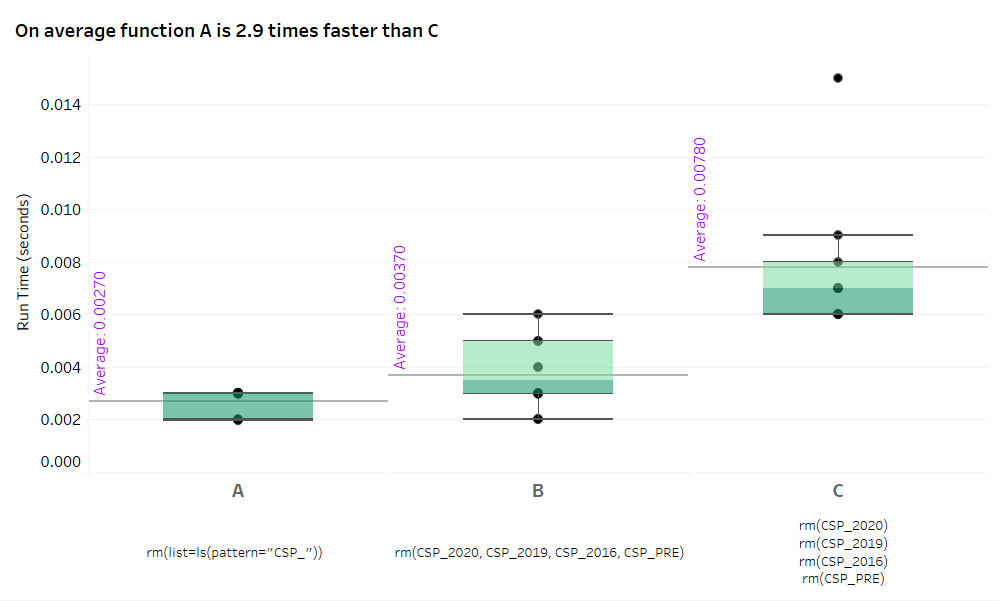 On average function A is 2.9 times faster than C
Run Time (seconds)
0.014
0.012
0.010
0.008
0.006
0.004
0.002
0.000
Average: 0.00270
Average: 0.00370
Average: 0.00780
A
B
C
rm(list=ls(pattern="CSP_"))
rm(CSP_2020, CSP_2019, CSP_2016, CSP_PRE)
rm(CSP_2020)
rm(CSP_2019)
rm(CSP_2016)
rm(CSP_PRE)